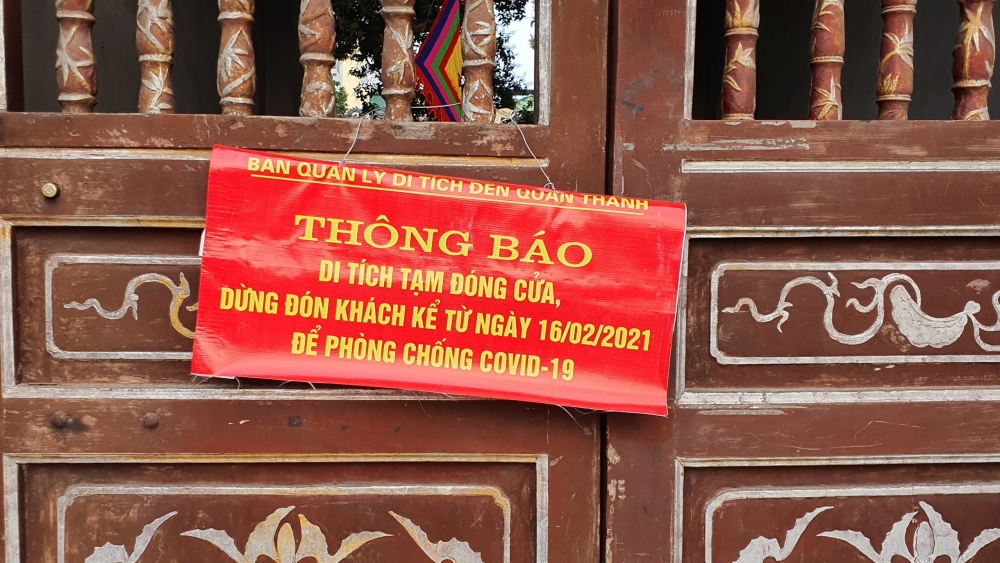 BAN QUẢN LÝ DI TÍCH ĐỀN QUÁN THÁNH
THÔNG BÁO
DI TÍCH TẠM ĐÓNG CỬA,
DỪNG ĐÓN KHÁCH KỂ TỪ NGÀY 16/02/2021
ĐỂ PHÒNG CHỐNG COVID-19